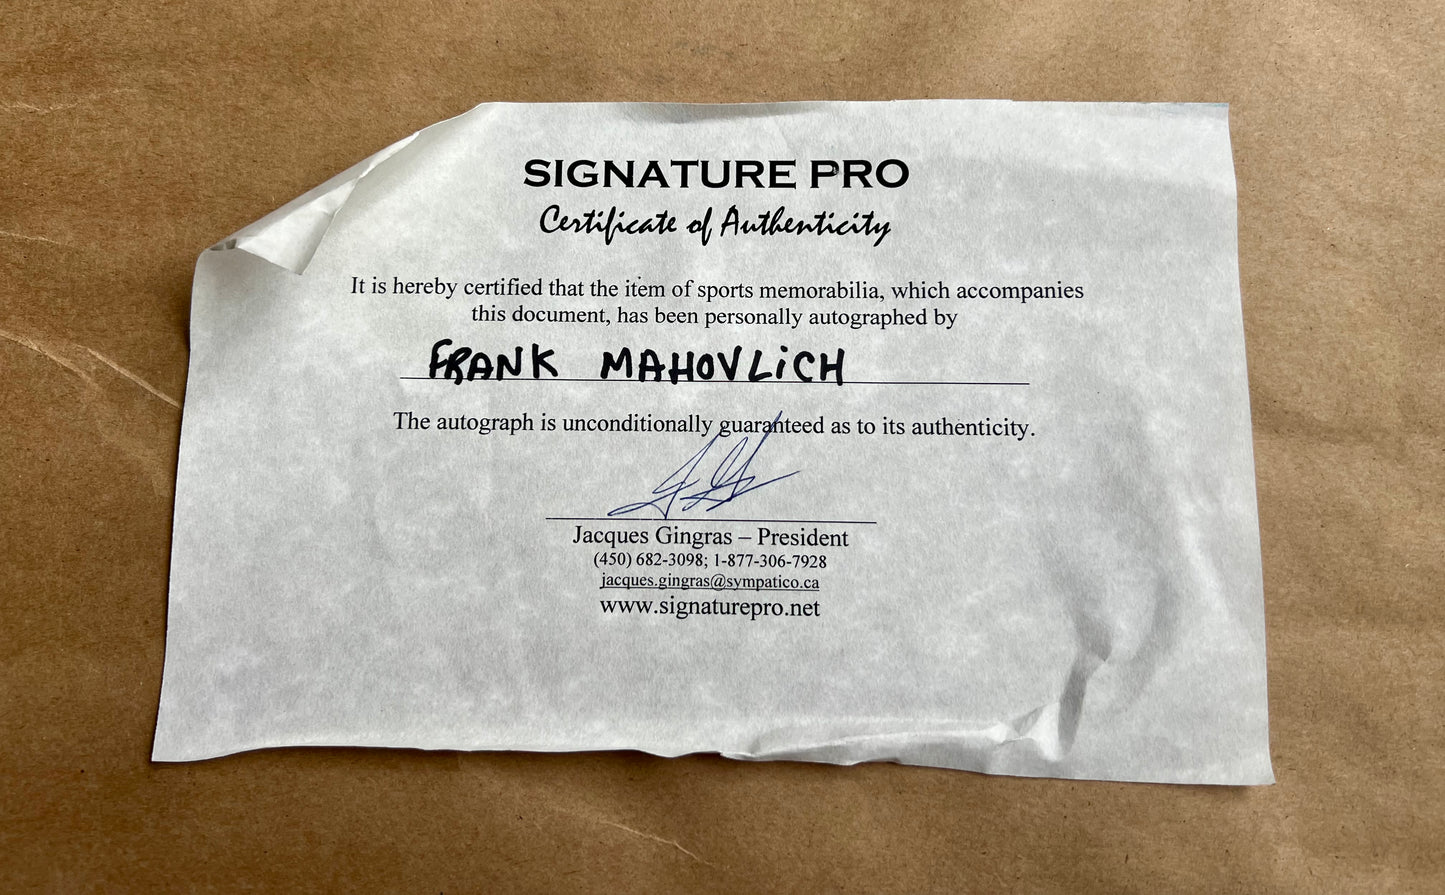 SIGNATURE PRO
Certificate of Authenticity
It is hereby certified that the item of sports memorabilia, which accompanies
this document, has been personally autographed by
FRANK MAHOVLiCH
The autograph is unconditionally guaranteed as to its authenticity.
Jacques Gingras – President
(450) 682-3098; 1-877-306-7928
jacques.gingras@sympatico.ca
www.signaturepro.net